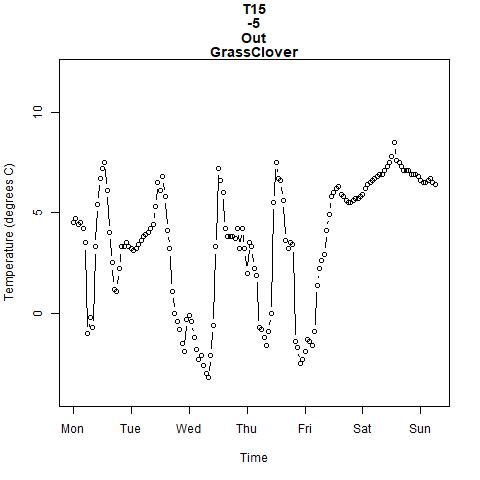 T15
-5
Out
GrassClover
Temperature (degrees C)
10
5
0
Mon Tue Wed Thu Fri Sat Sun
Time